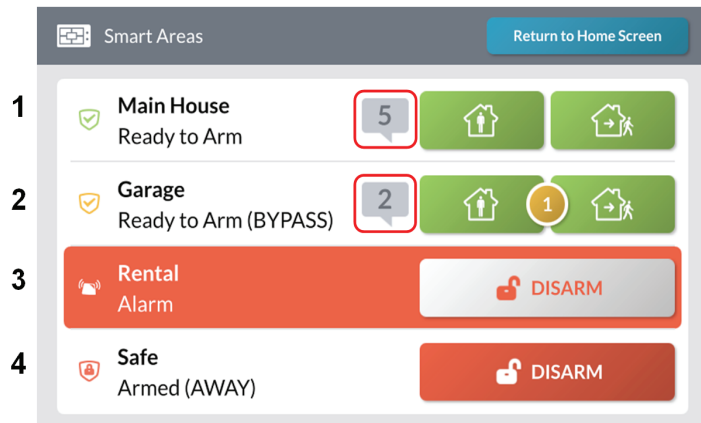 Smart Areas
Return to Home Screen
1
Main House
Ready to Arm
5
2
Garage
Ready to Arm (BYPASS)
2
1
3
Rental
Alarm
DISARM
4
Safe
Armed (AWAY)
DISARM